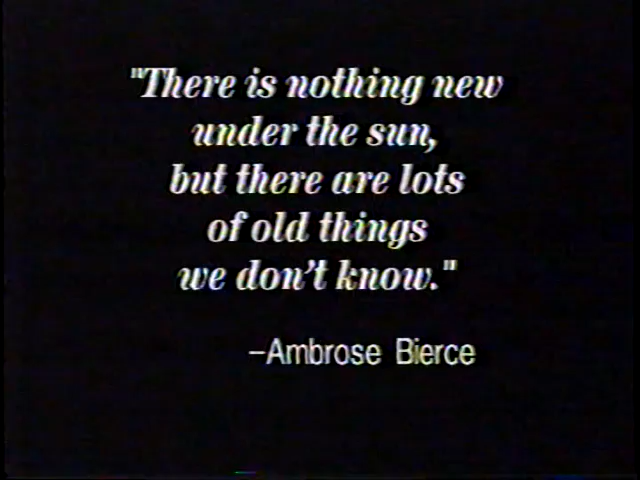 "There is nothing new
under the sun,
but there are lots
of old things
we don't know."
–Ambrose Bierce